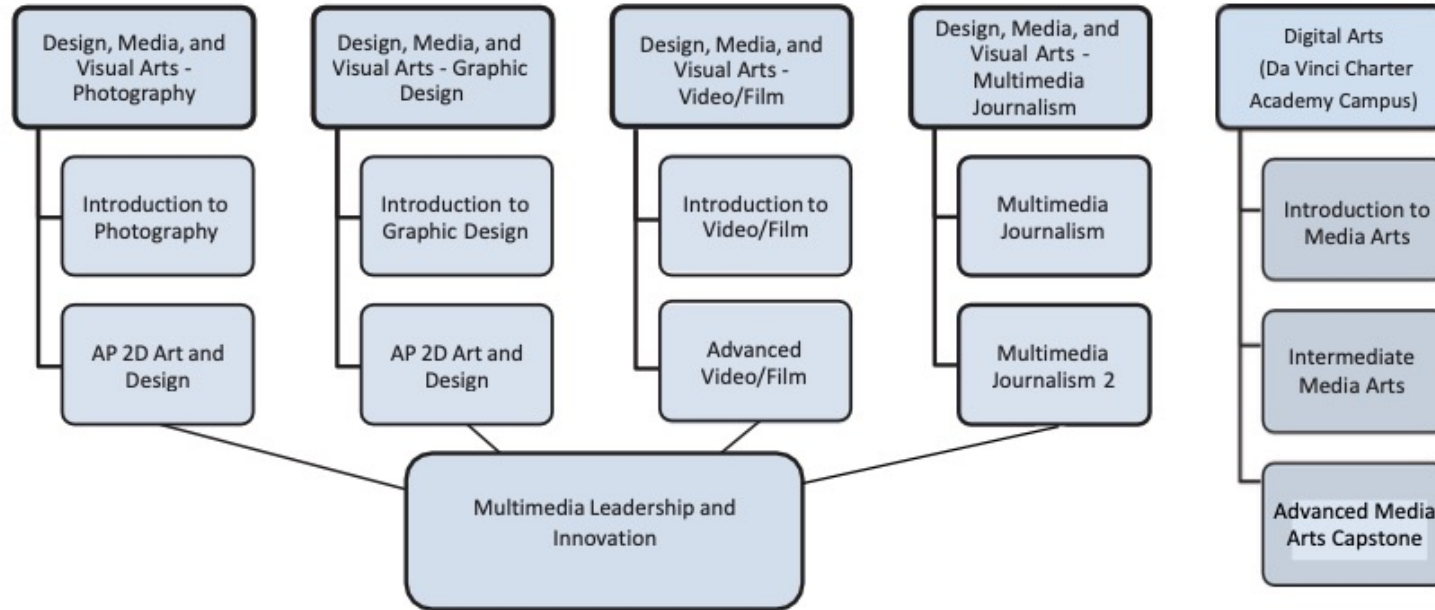 Design, Media, and
Visual Arts -
Photography
Introduction to
Photography
AP 2D Art and
Design
Design, Media, and
Visual Arts - Graphic
Design
Introduction to
Graphic Design
AP 2D Art and
Design
Design, Media, and
Visual Arts -
Video/Film
Introduction to
Video/Film
Advanced
Video/Film
Design, Media, and
Visual Arts -
Multimedia
Journalism
Multimedia
Journalism
Multimedia
Journalism 2
Multimedia Leadership and
Innovation
Digital Arts
(Da Vinci Charter
Academy Campus)
Introduction to
Media Arts
Intermediate
Media Arts
Advanced Media
Arts Capstone